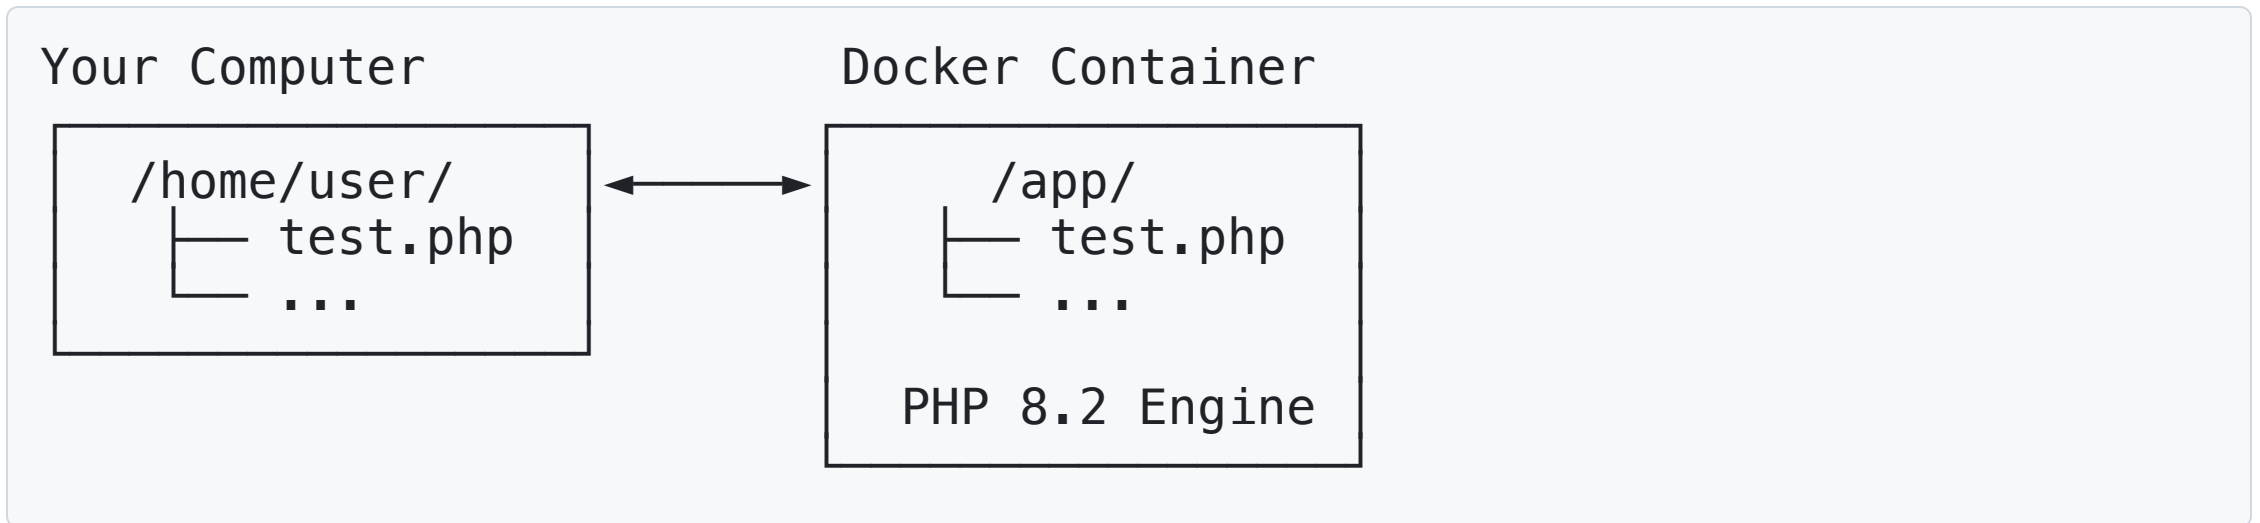 Your Computer Docker Container
/home/user/ /app/
├── test.php ├── test.php
└── ... └── ...
PHP 8.2 Engine